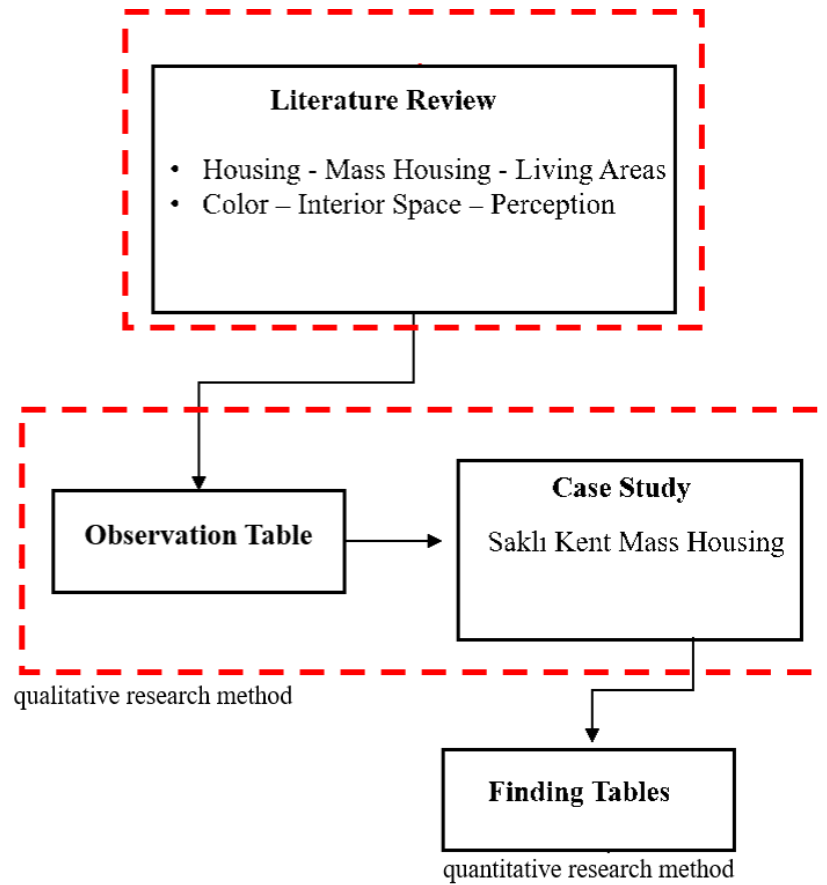 Literature Review
• Housing - Mass Housing - Living Areas
• Color – Interior Space – Perception
Observation Table
Case Study
Saklı Kent Mass Housing
qualitative research method
Finding Tables
quantitative research method